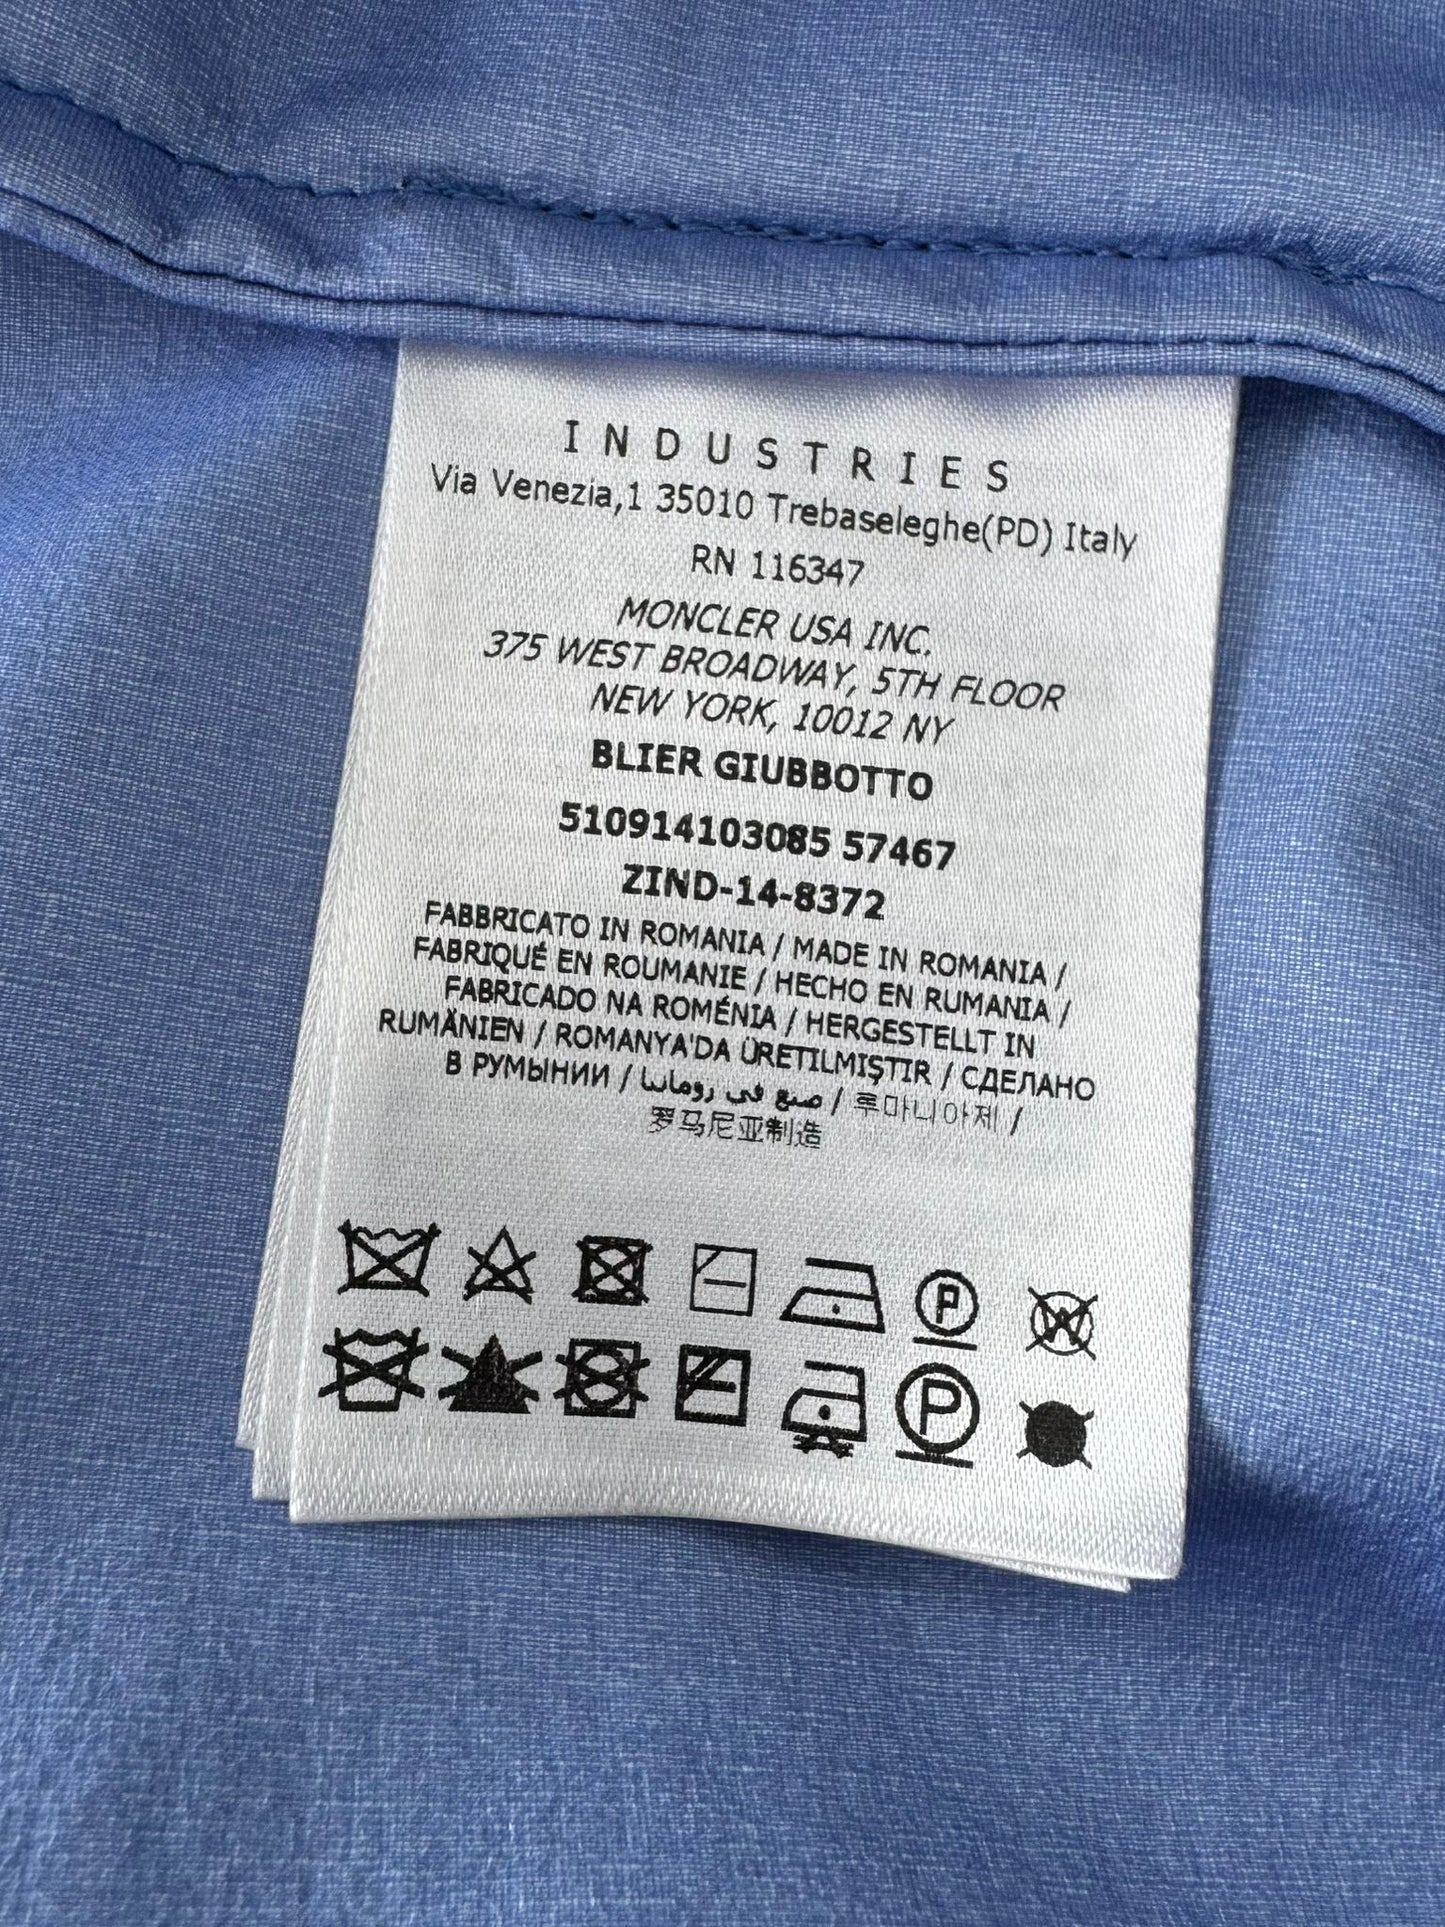 INDUSTRIES
Via Venezia,1 35010 Trebaseleghe(PD) Italy
RN 116347
MONCLER USA INC.
375 WEST BROADWAY, 5TH FLOOR
NEW YORK, 10012 NY
BLIER GIUBBOTTO
510914103085 57467
ZIND-14-8372
FABBRICATO IN ROMANIA / MADE IN ROMANIA /
FABRIQUÉ EN ROUMANIE / HECHO EN RUMANIA /
FABRICADO NA ROMÉNIA / HERGESTELLT IN
RUMÄNIEN / ROMANYA'DA ÜRETILMIŞTIR / СДЕЛАНО
В РУМЫНИИ / صنع في رومانيا / 루마니아제 /
罗马尼亚制造
P W
P